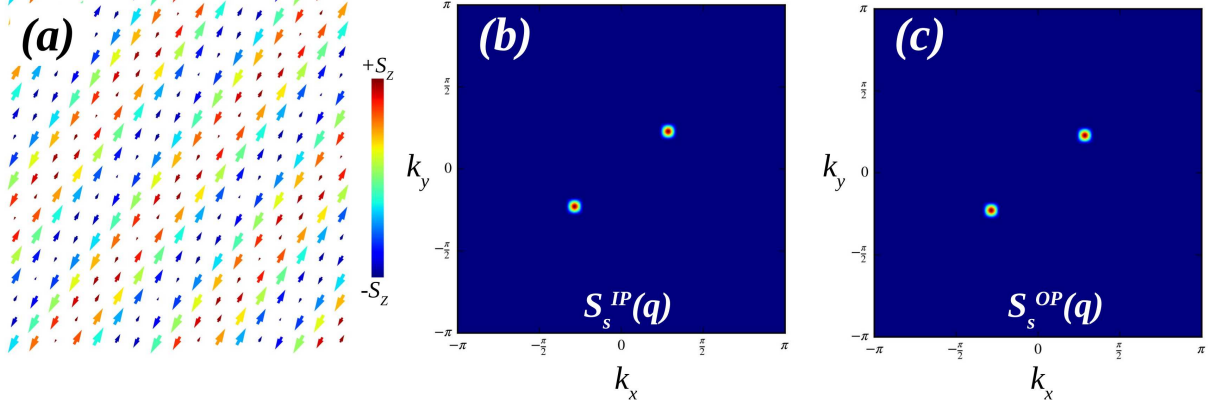 (a)
+S_Z
-S_Z
(b)
π
π/2
0
-π/2
-π
k_y
S_s^IP(q)
-π
-π/2
0
π/2
π
k_x
(c)
π
π/2
0
-π/2
-π
k_y
S_s^OP(q)
-π
-π/2
0
π/2
π
k_x